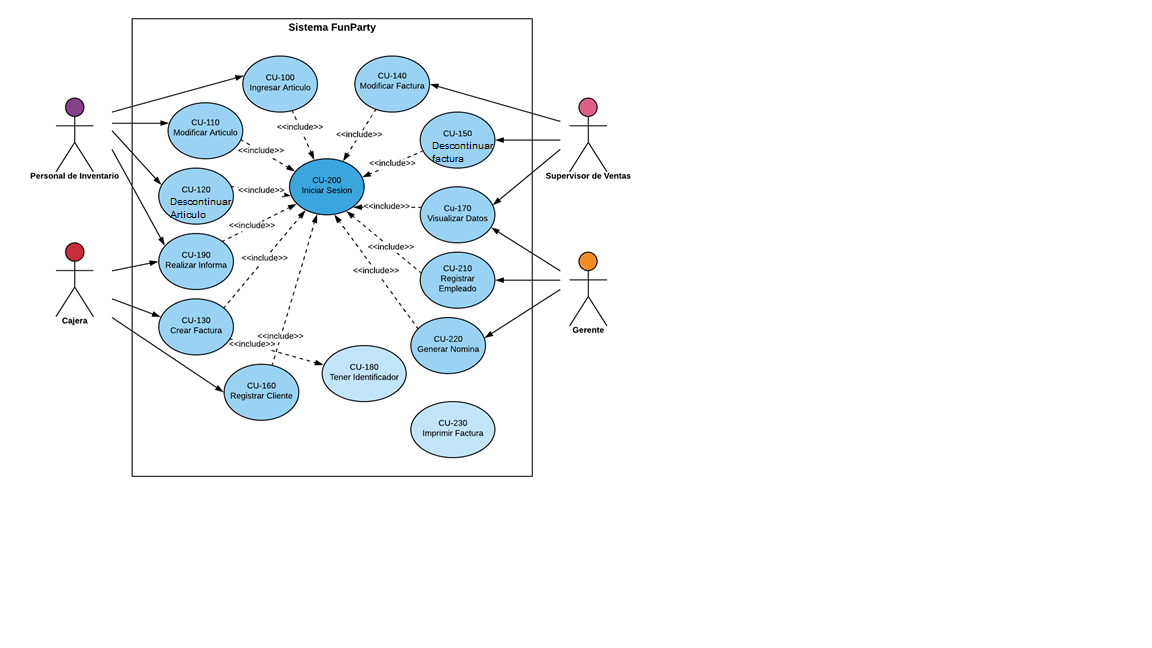 Sistema FunParty
CU-100
Ingresar Articulo
CU-140
Modificar Factura
CU-110
Modificar Articulo
<<include>>
<<include>>
CU-150
Descontinuar
factura
<<include>>
<<include>>
Personal de Inventario
Supervisor de Ventas
CU-120
Descontinuar
Articulo
<<include>>
CU-200
Iniciar Sesion
<<include>>
Cu-170
Visualizar Datos
<<include>>
<<include>>
CU-190
Realizar Informa
<<include>>
<<include>>
CU-210
Registrar
Empleado
Cajera
CU-130
Crear Factura
Gerente
<<include>>
<<include>>
CU-220
Generar Nomina
CU-180
Tener Identificador
CU-160
Registrar Cliente
CU-230
Imprimir Factura